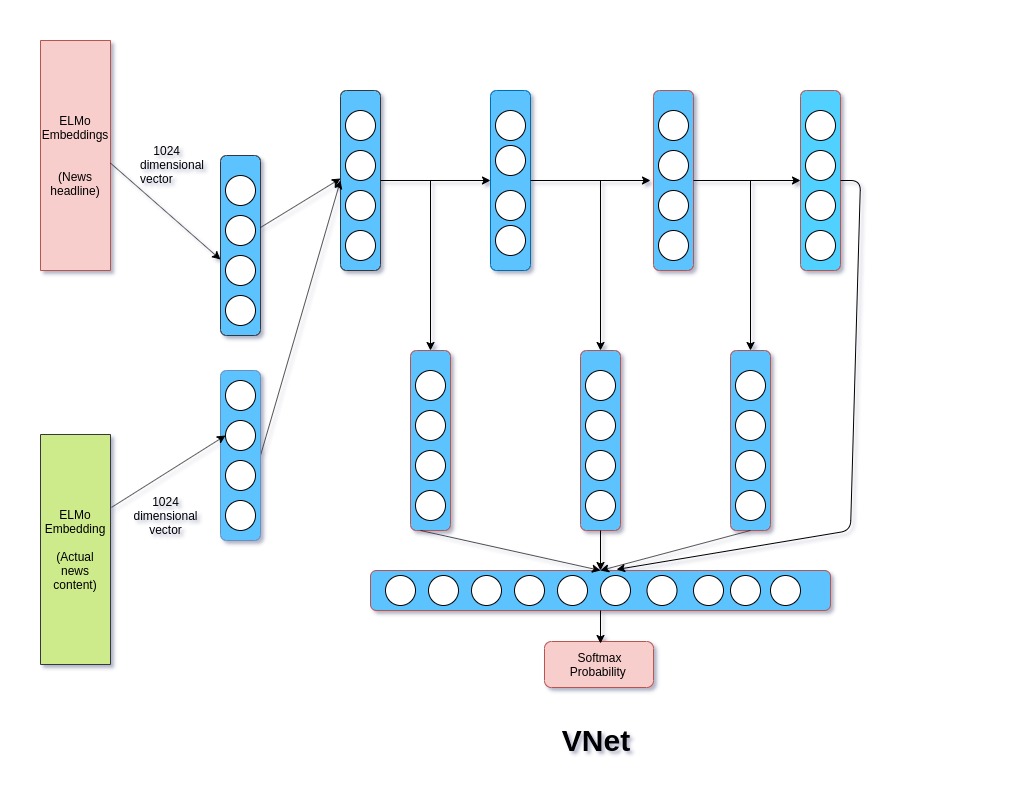 ELMo
Embeddings
(News
headline)
1024
dimensional
vector
ELMo
Embedding
(Actual
news
content)
1024
dimensional
vector
Softmax
Probability
VNet